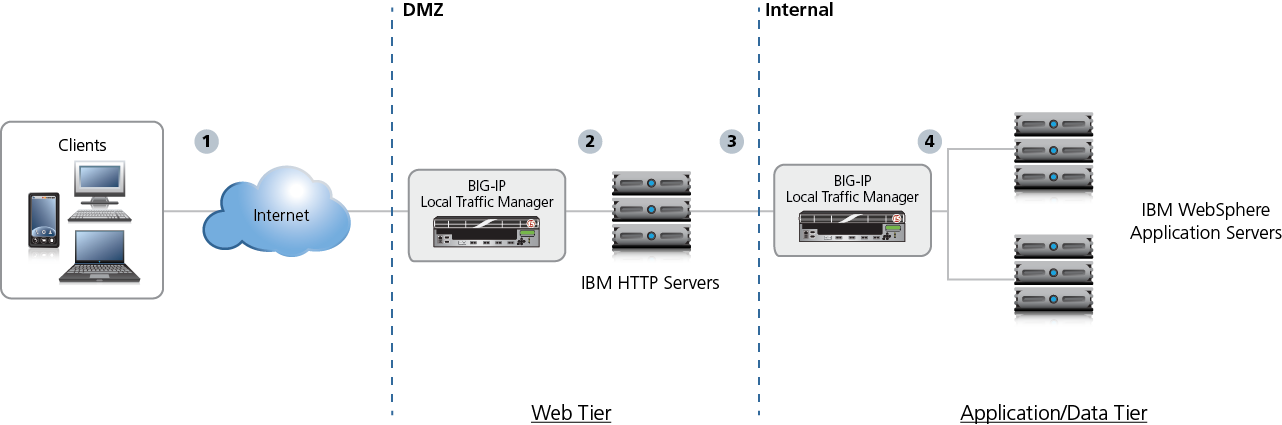 DMZ
Internal
Clients
1
2
3
4
Internet
BIG-IP
Local Traffic Manager
BIG-IP
Local Traffic Manager
IBM HTTP Servers
IBM WebSphere
Application Servers
Web Tier
Application/Data Tier